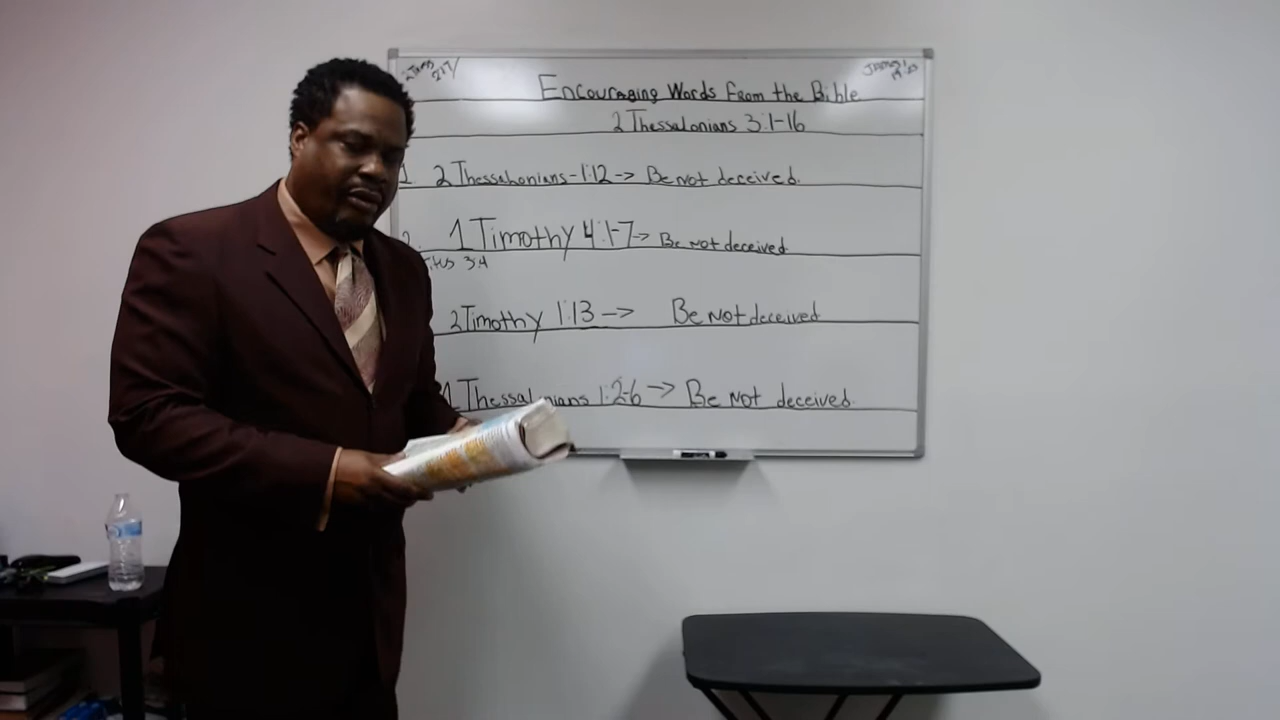 Encouraging Words From the Bible
2 Thessalonians 3:1-16
1. 2 Thessalonians-1:12-> Be not deceived.
2. 1 Timothy 4:1-7-> Be not deceived
3:4
2 Timothy 1:13 -> Be not deceived
1 Thessalonians 1:2-6 -> Be not deceived.